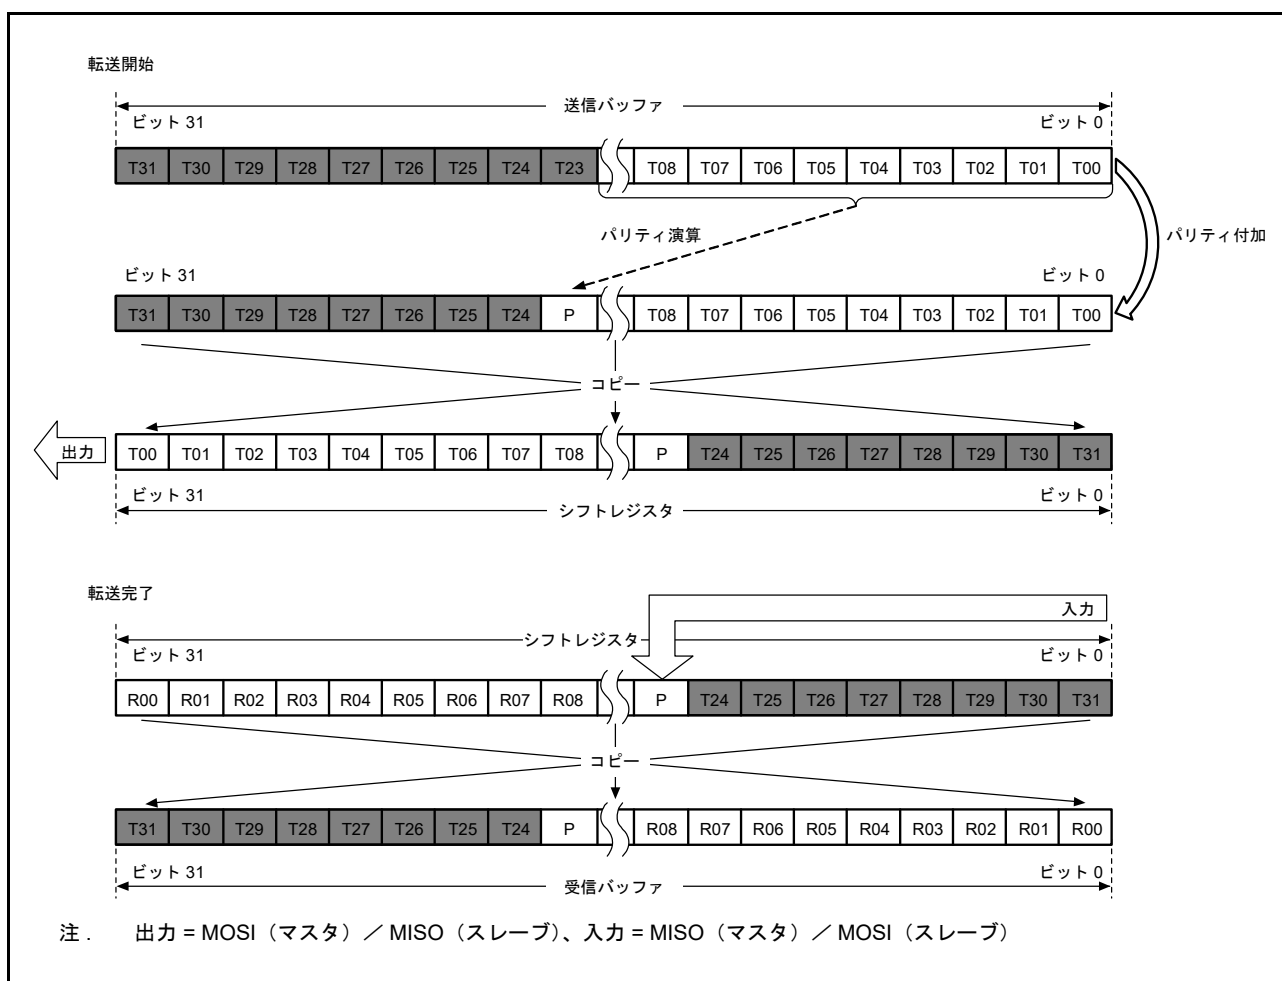 転送開始
送信バッファ
ビット 31 ビット 0
T31 T30 T29 T28 T27 T26 T25 T24 T23 T08 T07 T06 T05 T04 T03 T02 T01 T00
パリティ演算 パリティ付加
ビット 31 ビット 0
T31 T30 T29 T28 T27 T26 T25 T24 P T08 T07 T06 T05 T04 T03 T02 T01 T00
コピー
出力 T00 T01 T02 T03 T04 T05 T06 T07 T08 P T24 T25 T26 T27 T28 T29 T30 T31
ビット 31 ビット 0
シフトレジスタ
転送完了
入力
シフトレジスタ
ビット 31 ビット 0
R00 R01 R02 R03 R04 R05 R06 R07 R08 P T24 T25 T26 T27 T28 T29 T30 T31
コピー
T31 T30 T29 T28 T27 T26 T25 T24 P R08 R07 R06 R05 R04 R03 R02 R01 R00
ビット 31 ビット 0
受信バッファ
注 . 出力 = MOSI（マスタ）／ MISO（スレーブ）、入力 = MISO（マスタ）／ MOSI（スレーブ）